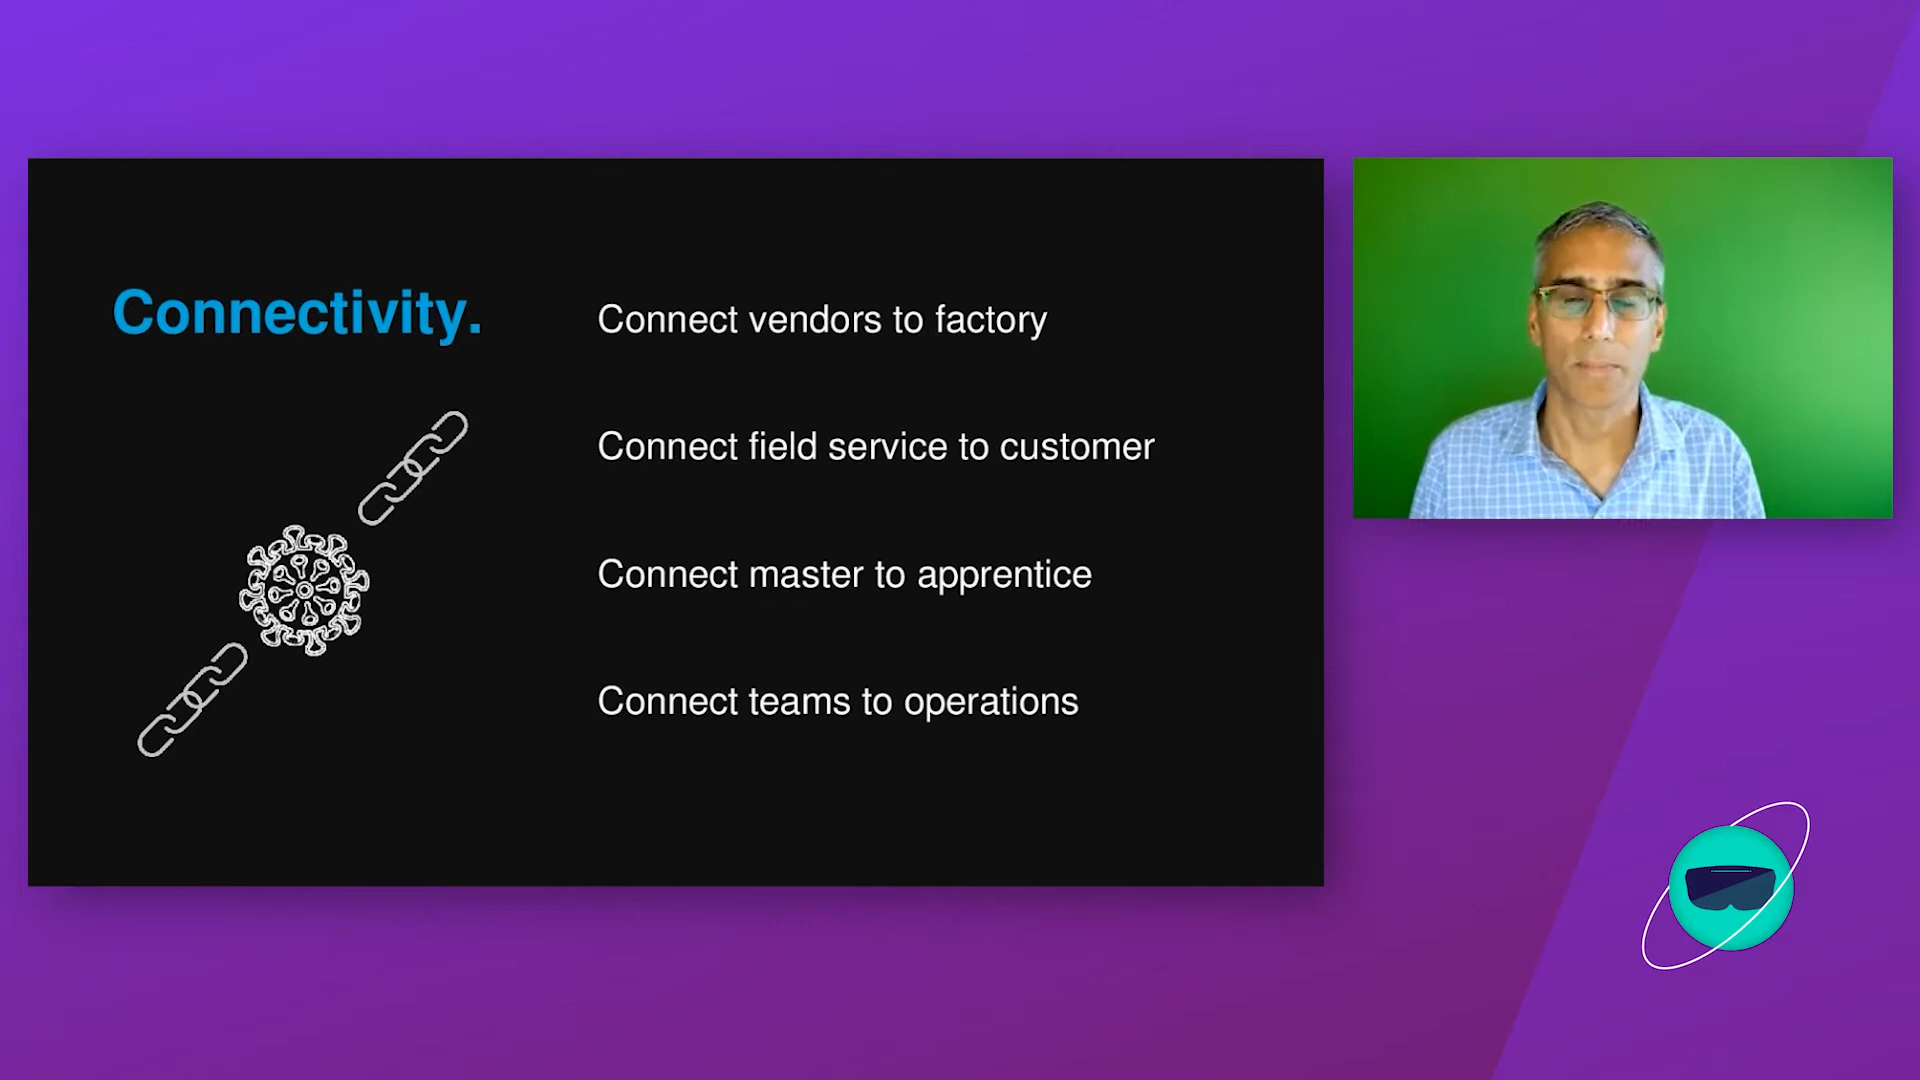 Connectivity.
Connect vendors to factory
Connect field service to customer
Connect master to apprentice
Connect teams to operations